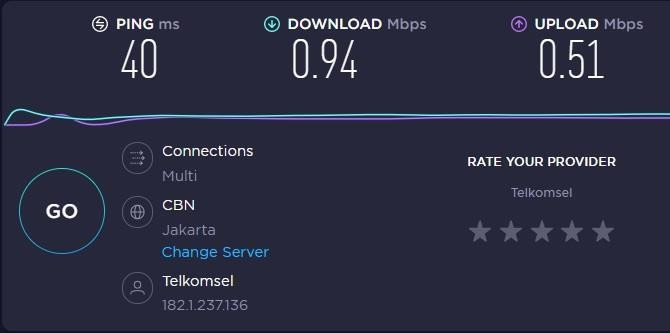 PING ms
40
DOWNLOAD Mbps
0.94
UPLOAD Mbps
0.51
GO
Connections
Multi
CBN
Jakarta
Change Server
Telkomsel
182.1.237.136
RATE YOUR PROVIDER
Telkomsel